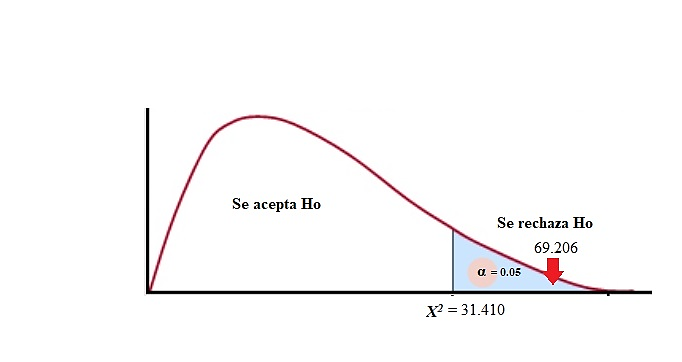 Se acepta Ho
Se rechaza Ho
69.206
α = 0.05
X² = 31.410